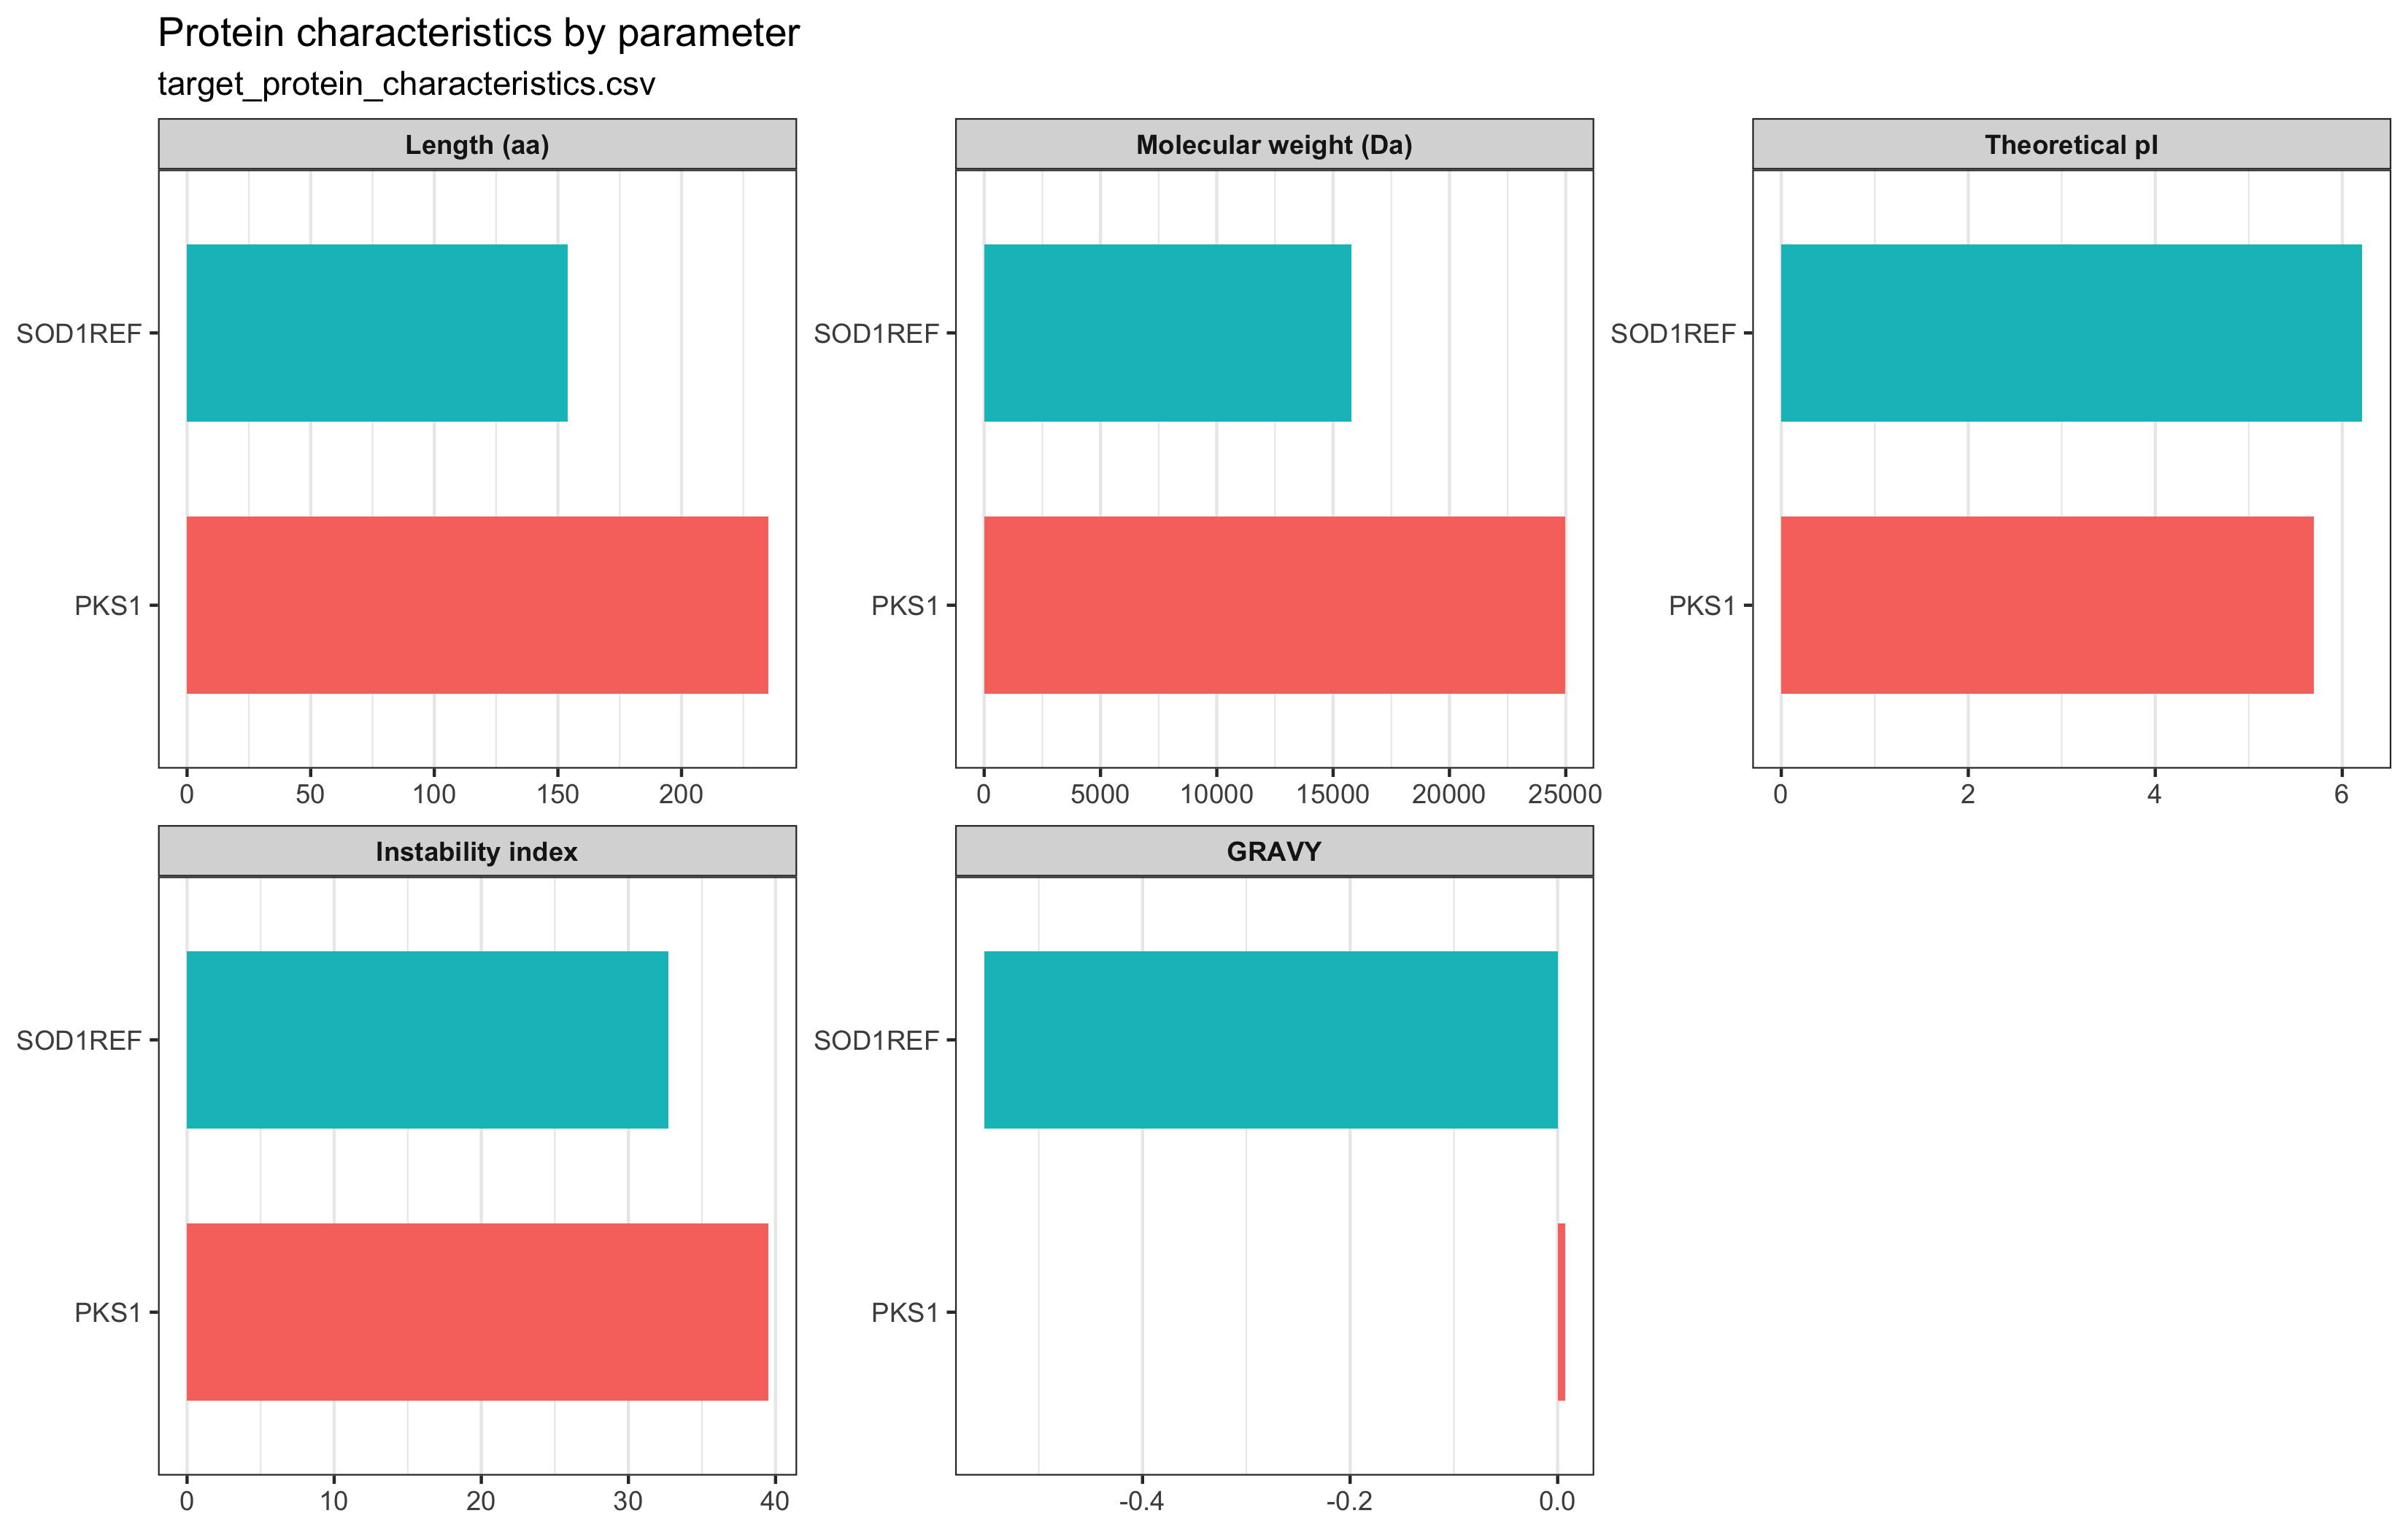 Protein characteristics by parameter
target_protein_characteristics.csv
Length (aa)
Molecular weight (Da)
Theoretical pI
SOD1REF
SOD1REF
SOD1REF
PKS1
PKS1
PKS1
0 50 100 150 200
0 5000 10000 15000 20000 25000
0 2 4 6
Instability index
GRAVY
SOD1REF
SOD1REF
PKS1
PKS1
0 10 20 30 40
-0.4 -0.2 0.0